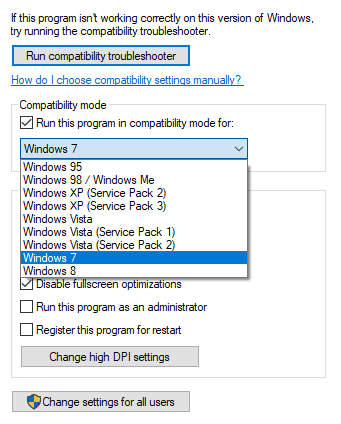 If this program isn't working correctly on this version of Windows,
try running the compatibility troubleshooter.
Run compatibility troubleshooter
How do I choose compatibility settings manually?
Compatibility mode
Run this program in compatibility mode for:
Windows 7
Windows 95
Windows 98 / Windows Me
Windows XP (Service Pack 2)
Windows XP (Service Pack 3)
Windows Vista
Windows Vista (Service Pack 1)
Windows Vista (Service Pack 2)
Windows 7
Windows 8
Disable fullscreen optimizations
Run this program as an administrator
Register this program for restart
Change high DPI settings
Change settings for all users